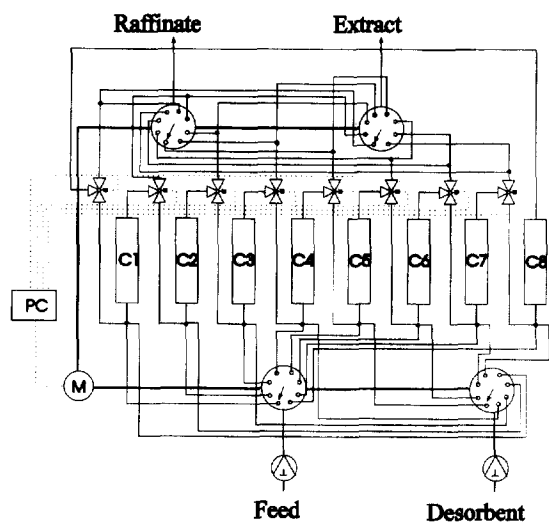 Raffinate Extract
C1 C2 C3 C4 C5 C6 C7 C8
PC
M
Feed Desorbent